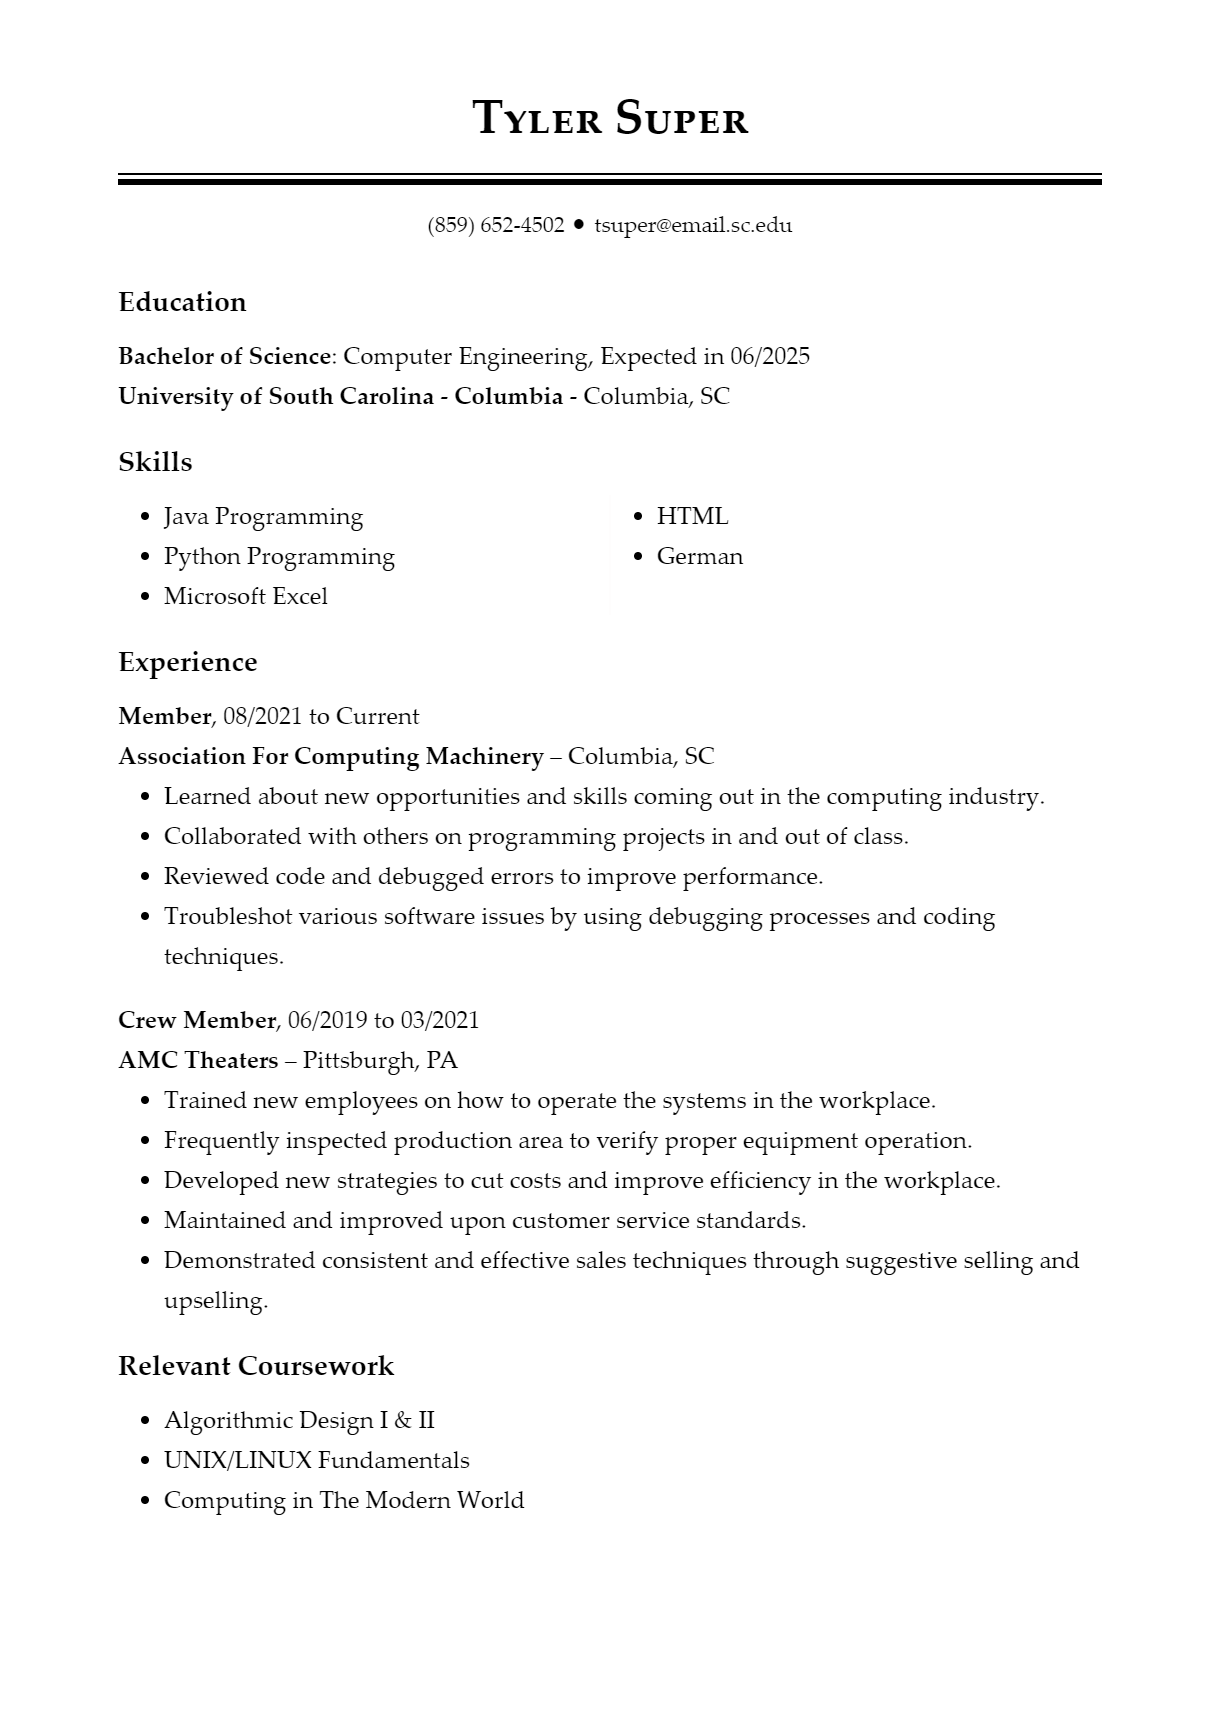 Tyler Super
(859) 652-4502 ● tsuper@email.sc.edu
Education
Bachelor of Science: Computer Engineering, Expected in 06/2025
University of South Carolina - Columbia - Columbia, SC
Skills
• Java Programming
• Python Programming
• Microsoft Excel
• HTML
• German
Experience
Member, 08/2021 to Current
Association For Computing Machinery – Columbia, SC
• Learned about new opportunities and skills coming out in the computing industry.
• Collaborated with others on programming projects in and out of class.
• Reviewed code and debugged errors to improve performance.
• Troubleshot various software issues by using debugging processes and coding
techniques.
Crew Member, 06/2019 to 03/2021
AMC Theaters – Pittsburgh, PA
• Trained new employees on how to operate the systems in the workplace.
• Frequently inspected production area to verify proper equipment operation.
• Developed new strategies to cut costs and improve efficiency in the workplace.
• Maintained and improved upon customer service standards.
• Demonstrated consistent and effective sales techniques through suggestive selling and
upselling.
Relevant Coursework
• Algorithmic Design I & II
• UNIX/LINUX Fundamentals
• Computing in The Modern World